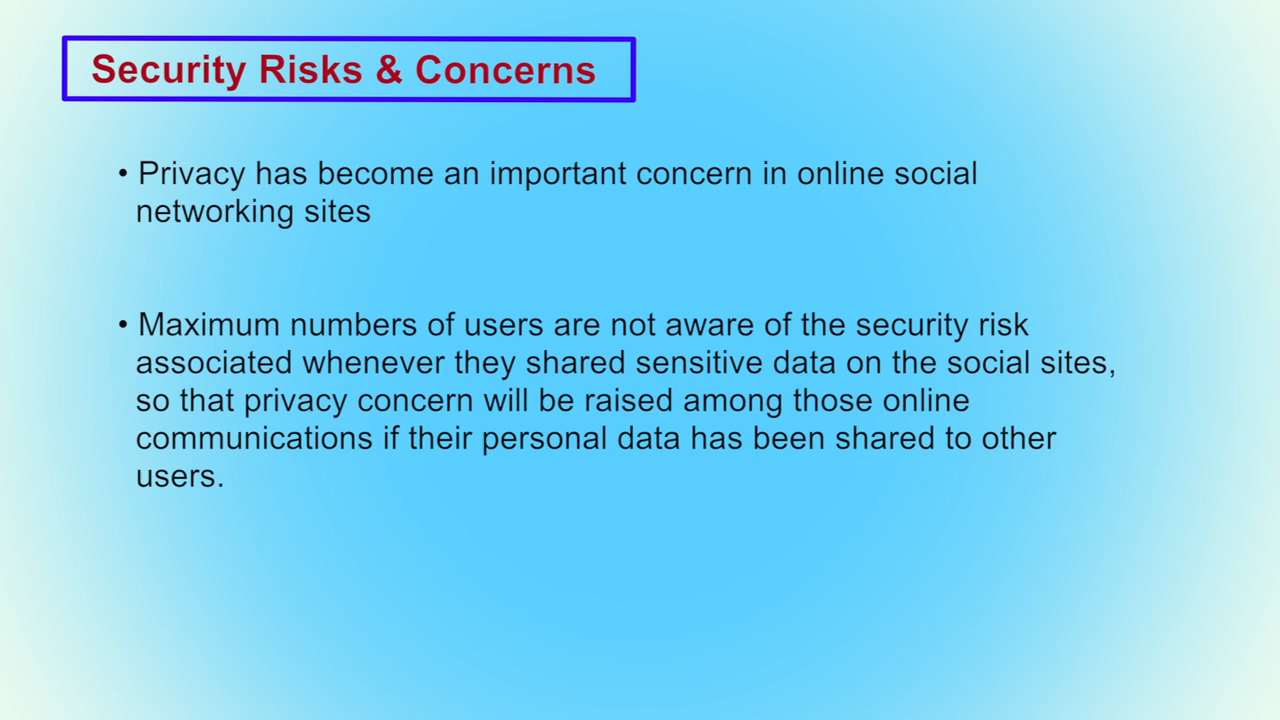 Security Risks & Concerns
• Privacy has become an important concern in online social
networking sites
• Maximum numbers of users are not aware of the security risk
associated whenever they shared sensitive data on the social sites,
so that privacy concern will be raised among those online
communications if their personal data has been shared to other
users.